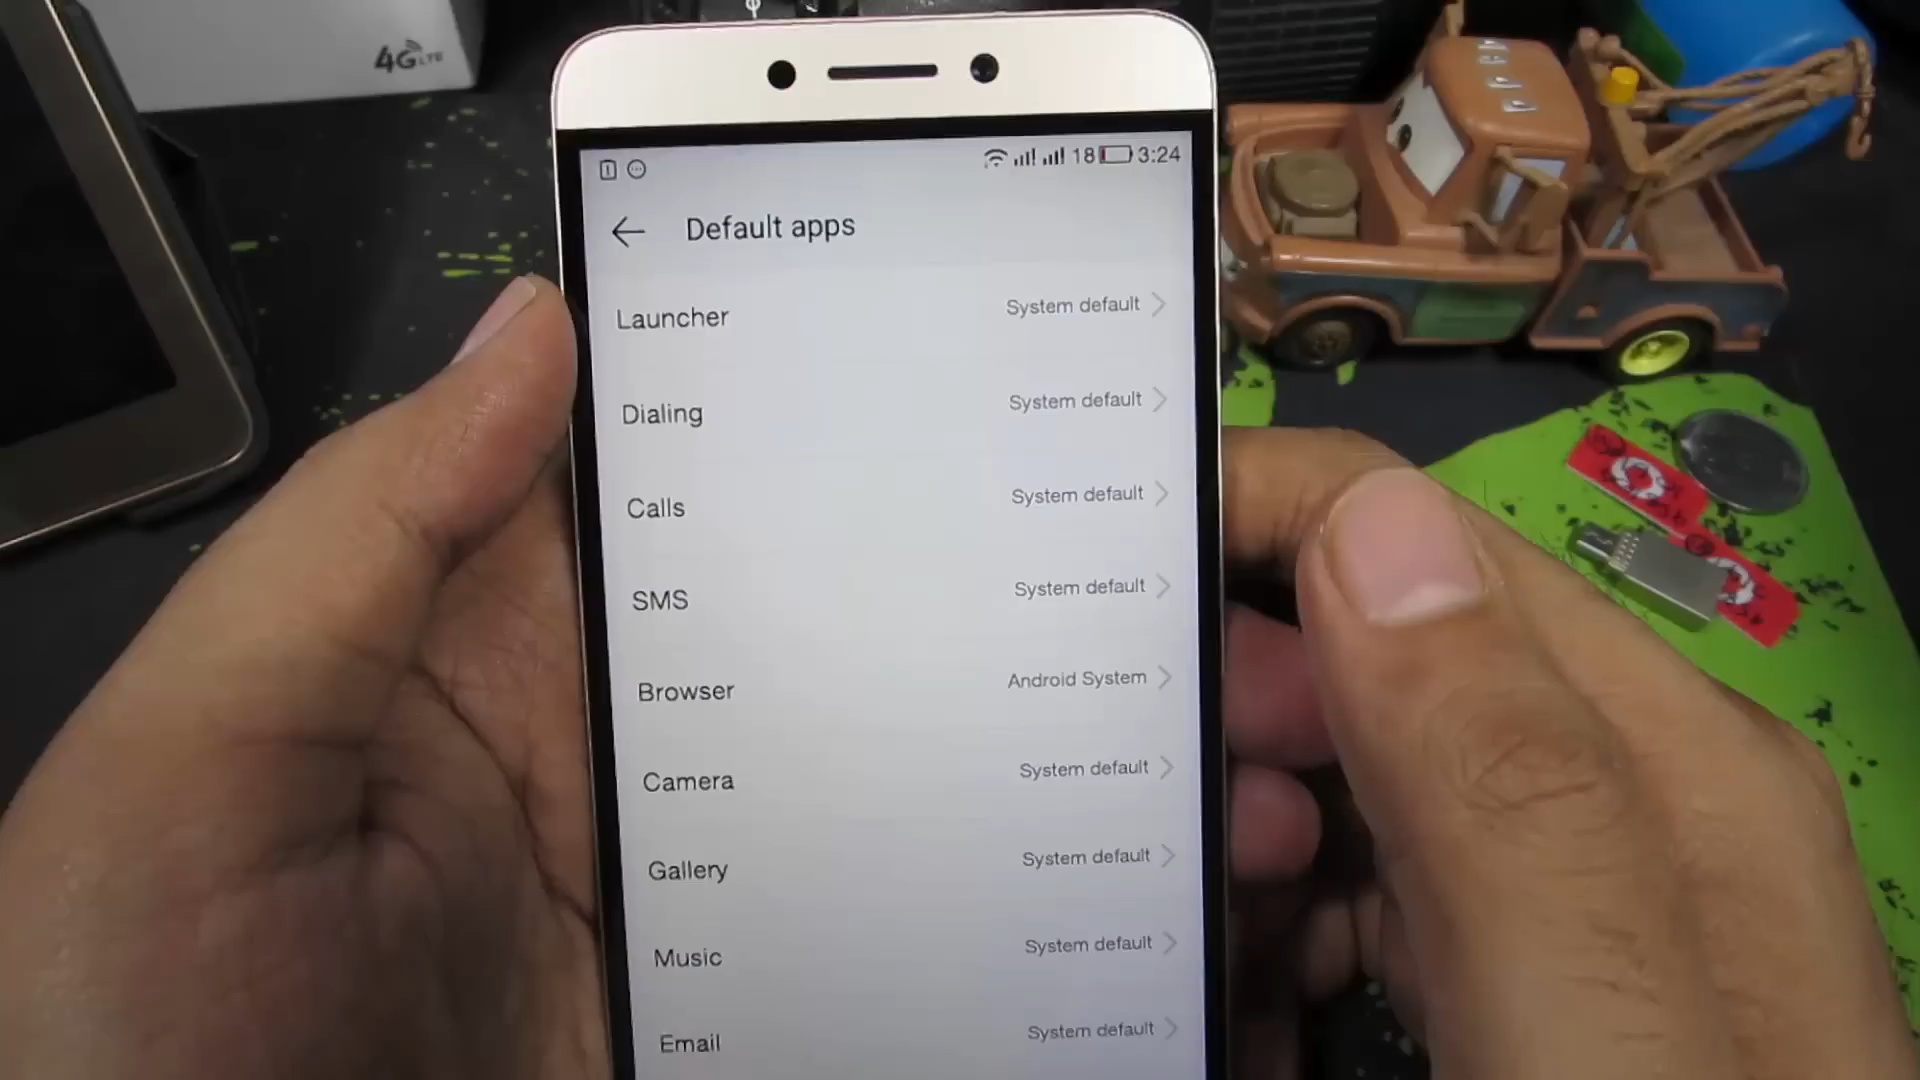 4G LTE
18 3:24
Default apps
Launcher System default
Dialing System default
Calls System default
SMS System default
Browser Android System
Camera System default
Gallery System default
Music System default
Email System default